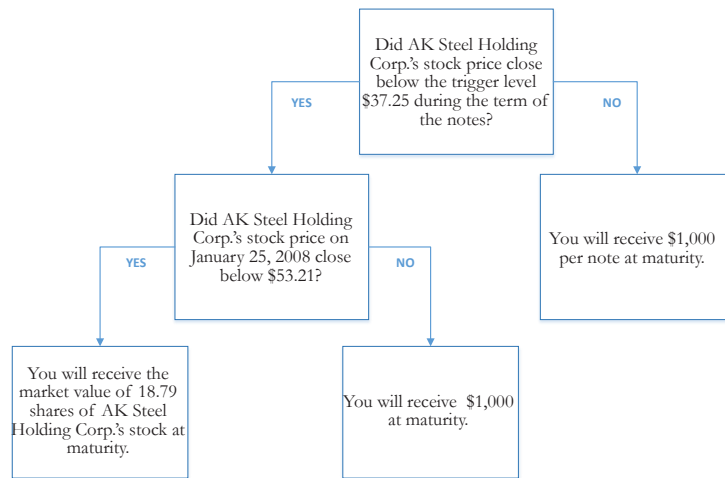 Did AK Steel Holding
Corp.'s stock price close
below the trigger level
$37.25 during the term of
the notes?
YES
NO
Did AK Steel Holding
Corp.'s stock price on
January 25, 2008 close
below $53.21?
You will receive $1,000
per note at maturity.
YES
NO
You will receive the
market value of 18.79
shares of AK Steel
Holding Corp.'s stock at
maturity.
You will receive $1,000
at maturity.